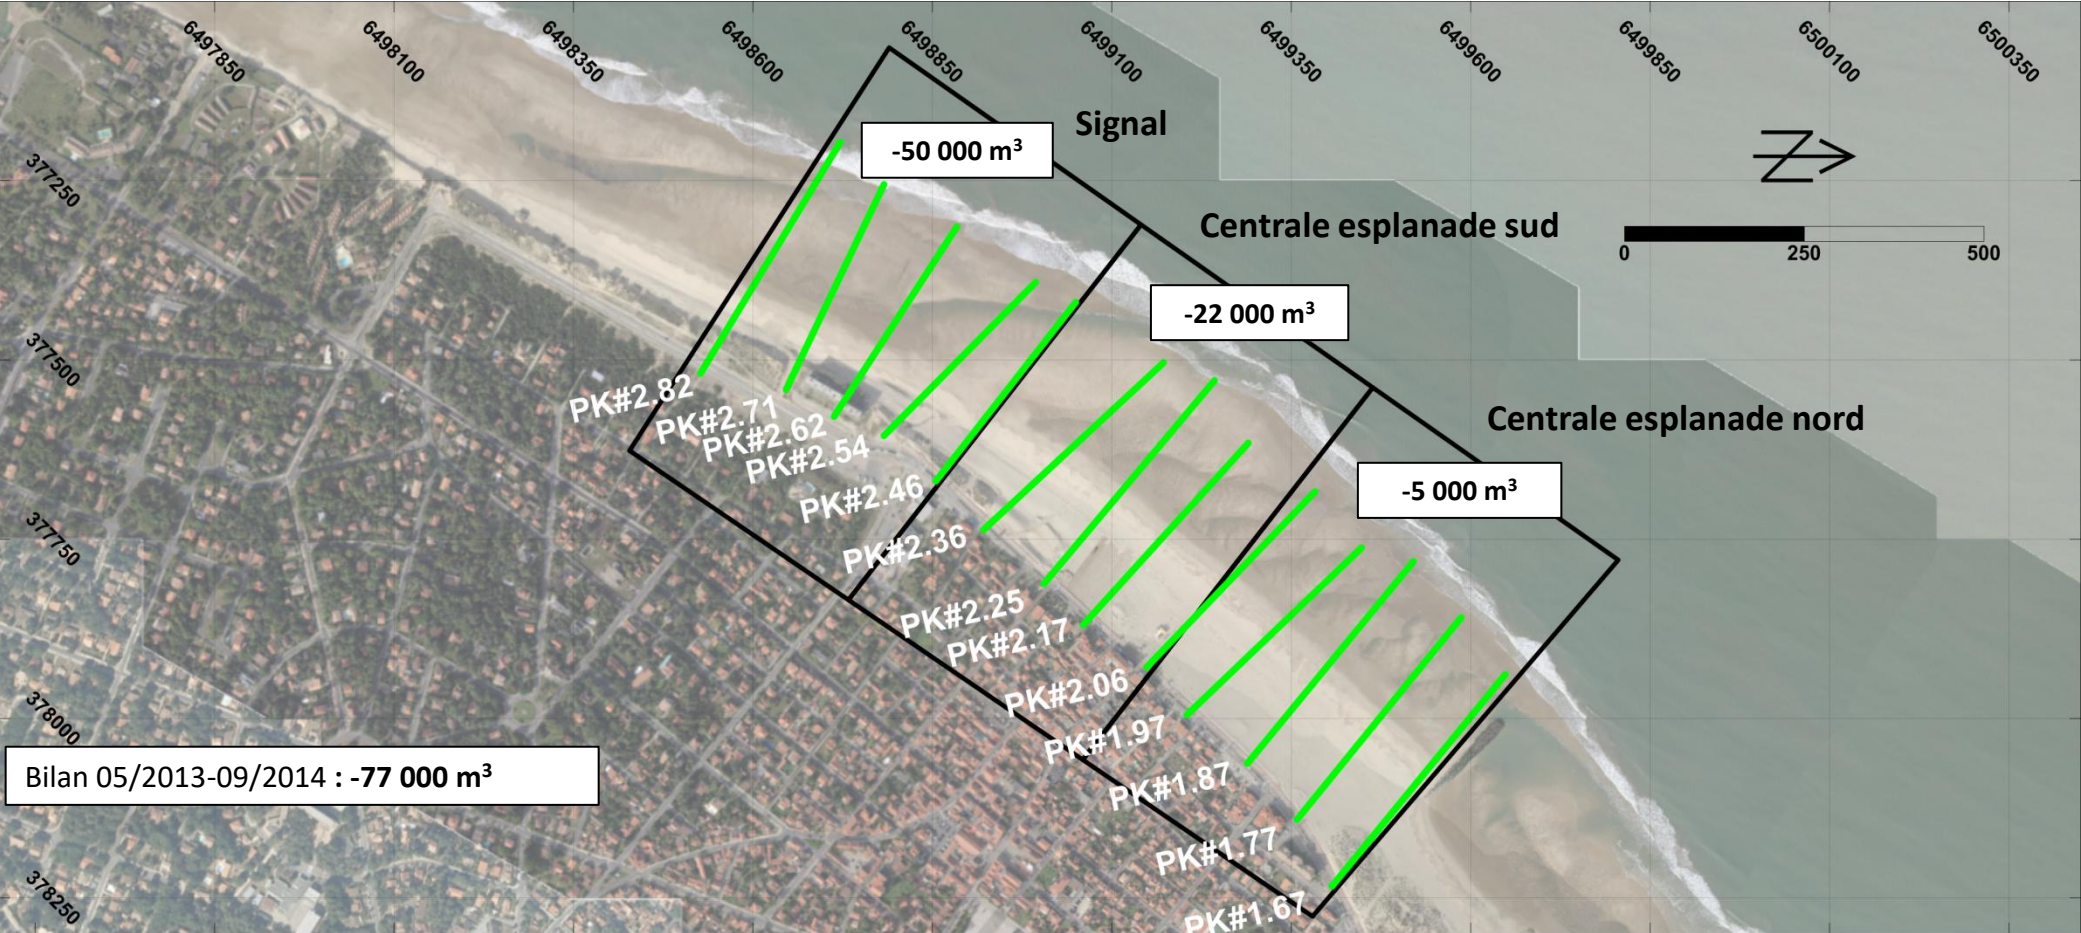 6497850
6498100
6498350
6498600
6498850
6499100
6499350
6499600
6499850
6500100
6500350
377250
377500
377750
378000
378250
Signal
-50 000 m³
Centrale esplanade sud
-22 000 m³
Centrale esplanade nord
-5 000 m³
N
0 250 500
PK#2.82
PK#2.71
PK#2.62
PK#2.54
PK#2.46
PK#2.36
PK#2.25
PK#2.17
PK#2.06
PK#1.97
PK#1.87
PK#1.77
PK#1.67
Bilan 05/2013-09/2014 : -77 000 m³